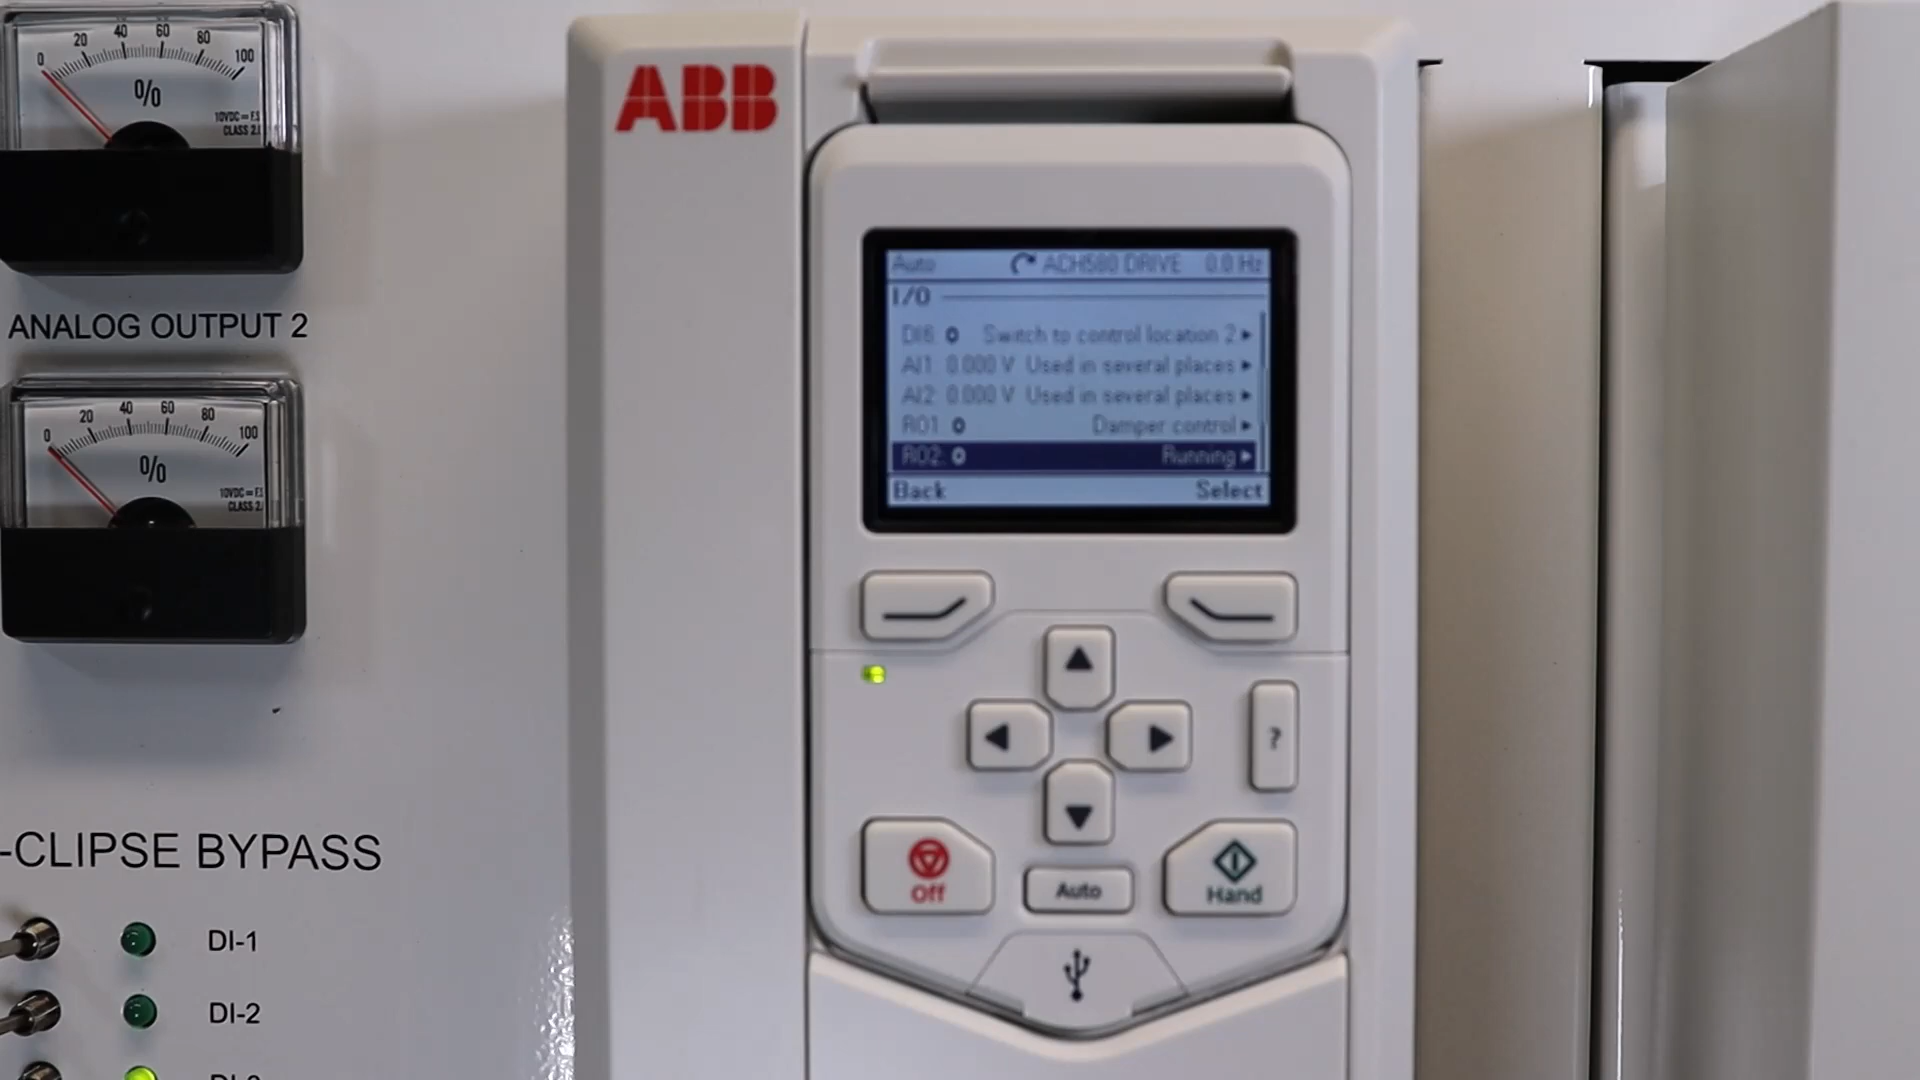 0 20 40 60 80 100
%
10VDC = F.S
CLASS 2.
ANALOG OUTPUT 2
0 20 40 60 80 100
%
10VDC = F.S
CLASS 2.
-CLIPSE BYPASS
DI-1
DI-2
ABB
Auto ACH580 DRIVE 0.0 Hz
I/O
DI6: 0 Switch to control location 2
AI1: 0.000 V Used in several places
AI2: 0.000 V Used in several places
RO1: 0 Damper control
RO2: 0 Running
Back Select
?
Off
Auto
Hand